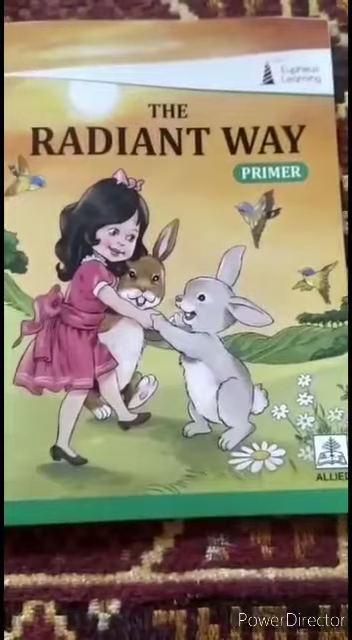 Eupheus
Learning
THE
RADIANT WAY
PRIMER
ALLIED
PowerDirector